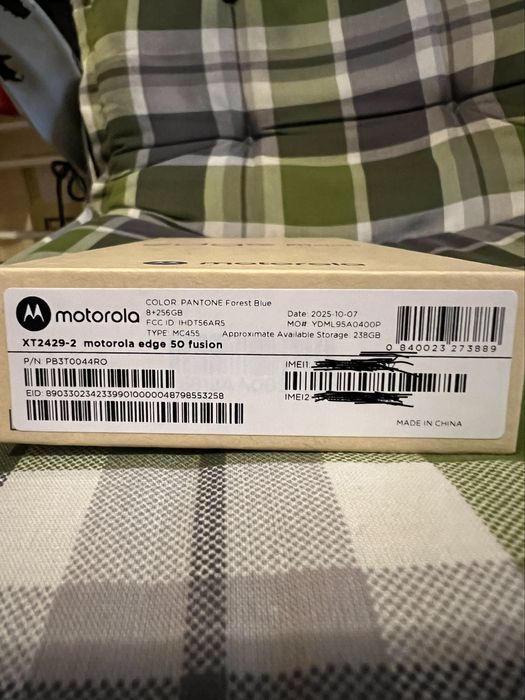 motorola
motorola
COLOR: PANTONE Forest Blue
8+256GB
FCC ID: IHDT56AR5
TYPE: MC455
Date: 2025-10-07
MO# YDML95A0400P
Approximate Available Storage: 238GB
0 840023 273889
XT2429-2 motorola edge 50 fusion
P/N: PB3T0044RO
EID: 89033023423399010000048798553258
IMEI1:
IMEI2
MADE IN CHINA